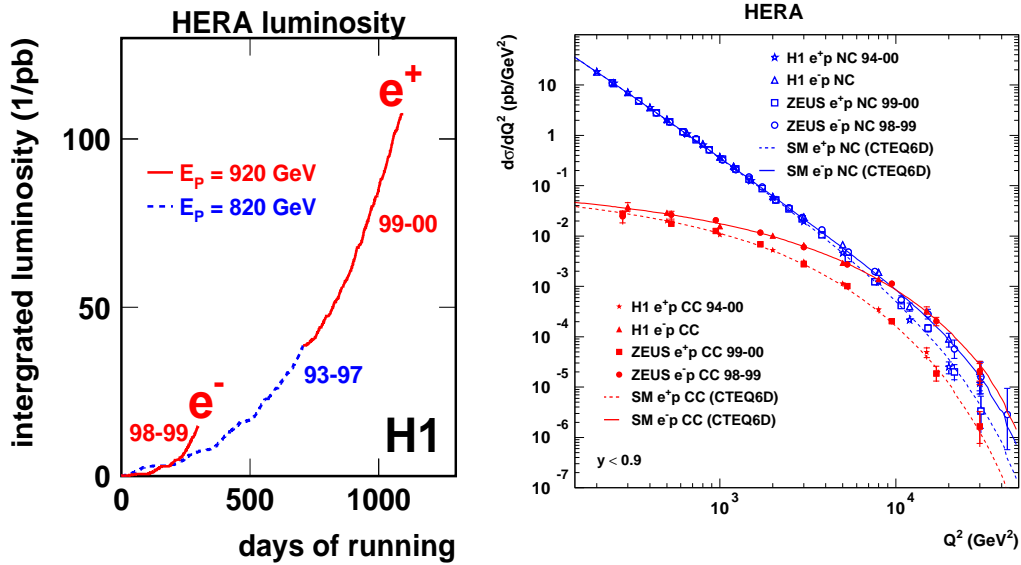 HERA luminosity
intergrated luminosity (1/pb)
100
50
0
e+
E_P = 920 GeV
E_P = 820 GeV
99-00
93-97
e-
98-99
H1
0
500
1000
days of running
HERA
dσ/dQ² (pb/GeV²)
10
1
10⁻¹
10⁻²
10⁻³
10⁻⁴
10⁻⁵
10⁻⁶
10⁻⁷
H1 e⁺p NC 94-00
H1 e⁻p NC
ZEUS e⁺p NC 99-00
ZEUS e⁻p NC 98-99
SM e⁺p NC (CTEQ6D)
SM e⁻p NC (CTEQ6D)
H1 e⁺p CC 94-00
H1 e⁻p CC
ZEUS e⁺p CC 99-00
ZEUS e⁻p CC 98-99
SM e⁺p CC (CTEQ6D)
SM e⁻p CC (CTEQ6D)
y < 0.9
10³
10⁴
Q² (GeV²)